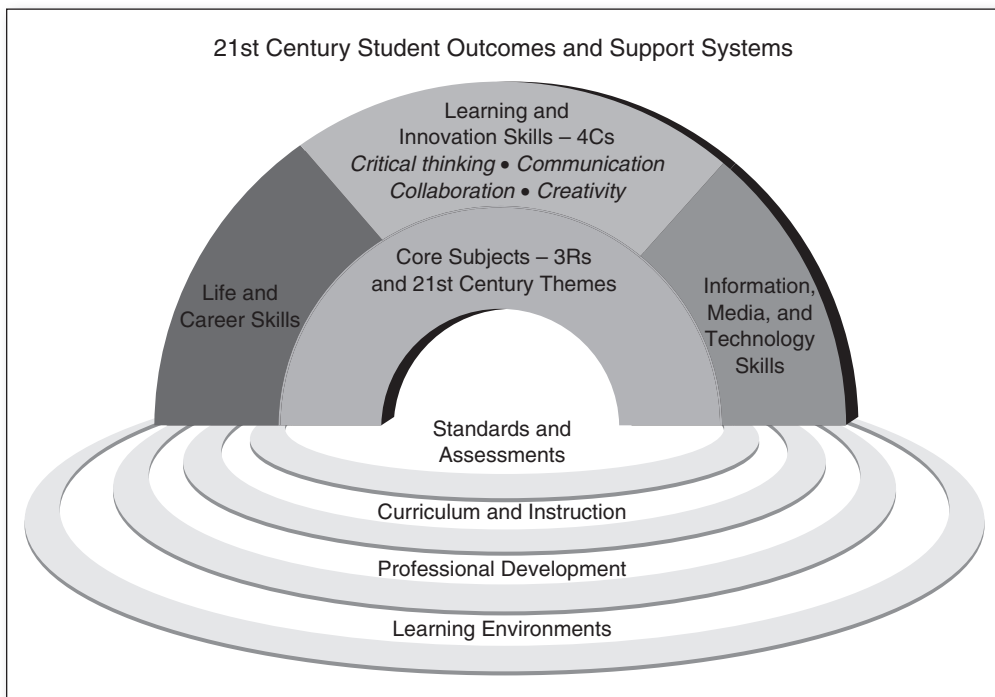 21st Century Student Outcomes and Support Systems
Learning and
Innovation Skills – 4Cs
Critical thinking • Communication
Collaboration • Creativity
Core Subjects – 3Rs
and 21st Century Themes
Life and
Career Skills
Information,
Media, and
Technology
Skills
Standards and
Assessments
Curriculum and Instruction
Professional Development
Learning Environments